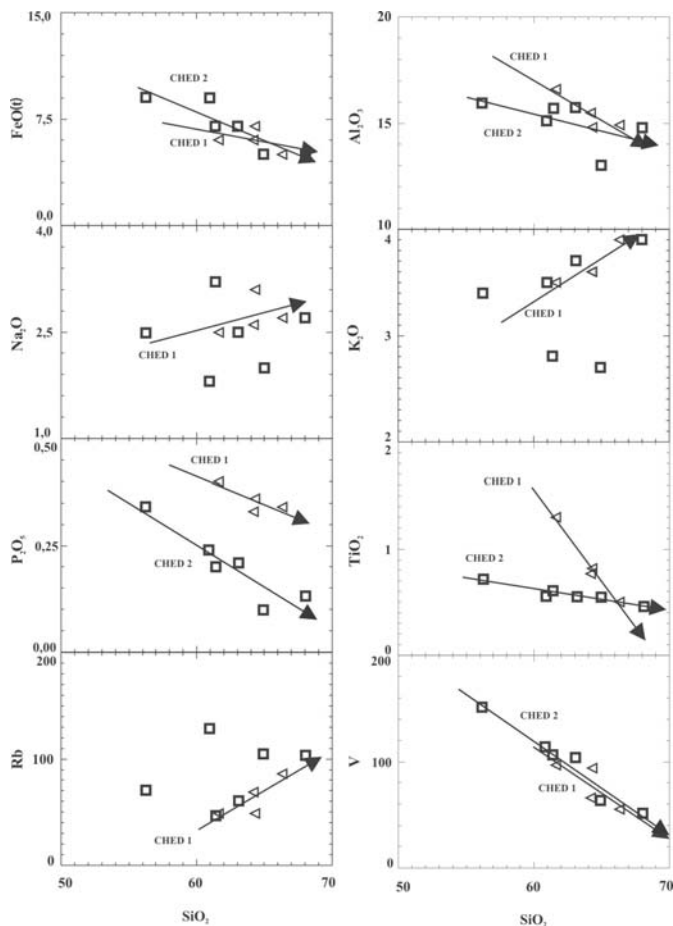 15,0
CHED 2
7,5
CHED 1
FeO(t)
0,0
20
CHED 1
15
CHED 2
Al2O3
10
4,0
2,5
CHED 1
Na2O
1,0
4
3
CHED 1
K2O
2
0,50
CHED 1
0,25
CHED 2
P2O5
0,00
2
CHED 1
1
CHED 2
TiO2
0
200
100
CHED 1
Rb
0
200
CHED 2
100
CHED 1
V
0
50 60 70
SiO2
50 60 70
SiO2